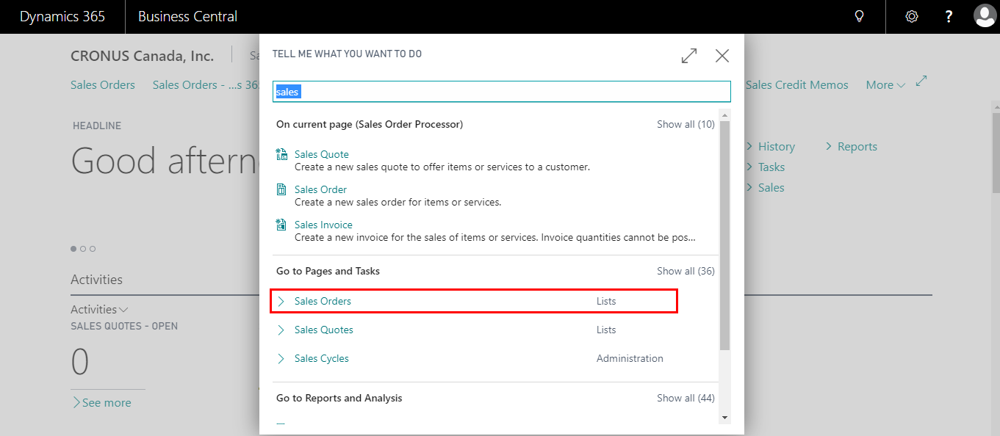 Dynamics 365 Business Central ?
CRONUS Canada, Inc. Sa
Sales Orders Sales Orders - ...s 365 Sales Credit Memos More
HEADLINE
Good aftern
History Reports
Tasks
Sales
Activities
Activities
SALES QUOTES - OPEN
0
See more
TELL ME WHAT YOU WANT TO DO
sales
On current page (Sales Order Processor) Show all (10)
Sales Quote
Create a new sales quote to offer items or services to a customer.
Sales Order
Create a new sales order for items or services.
Sales Invoice
Create a new invoice for the sales of items or services. Invoice quantities cannot be pos...
Go to Pages and Tasks Show all (36)
Sales Orders Lists
Sales Quotes Lists
Sales Cycles Administration
Go to Reports and Analysis Show all (44)